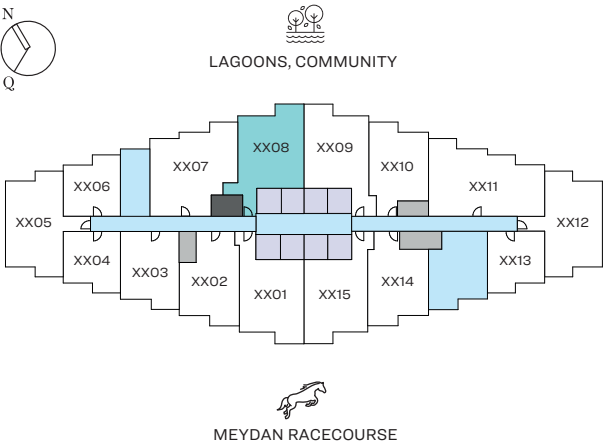 N
Q
LAGOONS, COMMUNITY
XX08
XX09
XX07
XX10
XX06
XX11
XX05
XX12
XX04
XX03
XX02
XX01
XX15
XX14
XX13
MEYDAN RACECOURSE